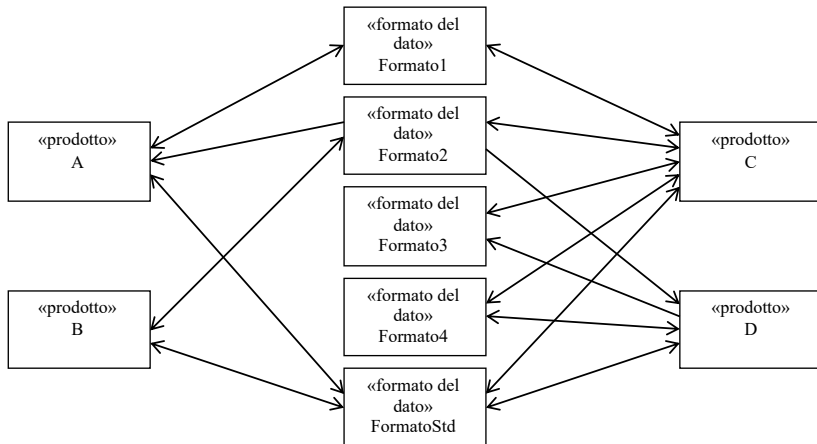 «formato del
dato»
Formato1
«prodotto»
A
«formato del
dato»
Formato2
«prodotto»
C
«formato del
dato»
Formato3
«prodotto»
B
«formato del
dato»
Formato4
«prodotto»
D
«formato del
dato»
FormatoStd